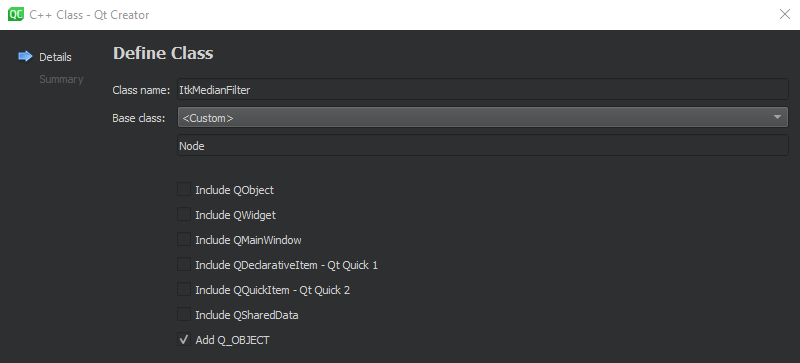 QC C++ Class - Qt Creator
Details
Summary
Define Class
Class name: ItkMedianFilter
Base class: <Custom>
Node
Include QObject
Include QWidget
Include QMainWindow
Include QDeclarativeItem - Qt Quick 1
Include QQuickItem - Qt Quick 2
Include QSharedData
Add Q_OBJECT